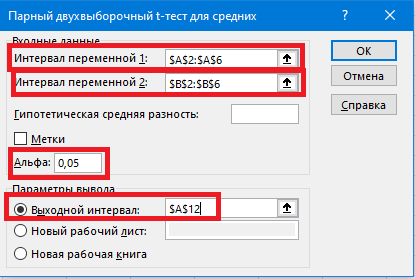 Парный двухвыборочный t-тест для средних
Входные данные
Интервал переменной 1: $A$2:$A$6
Интервал переменной 2: $B$2:$B$6
Гипотетическая средняя разность:
Метки
Альфа: 0,05
Параметры вывода
Выходной интервал: $A$12
Новый рабочий лист:
Новая рабочая книга
ОК
Отмена
Справка